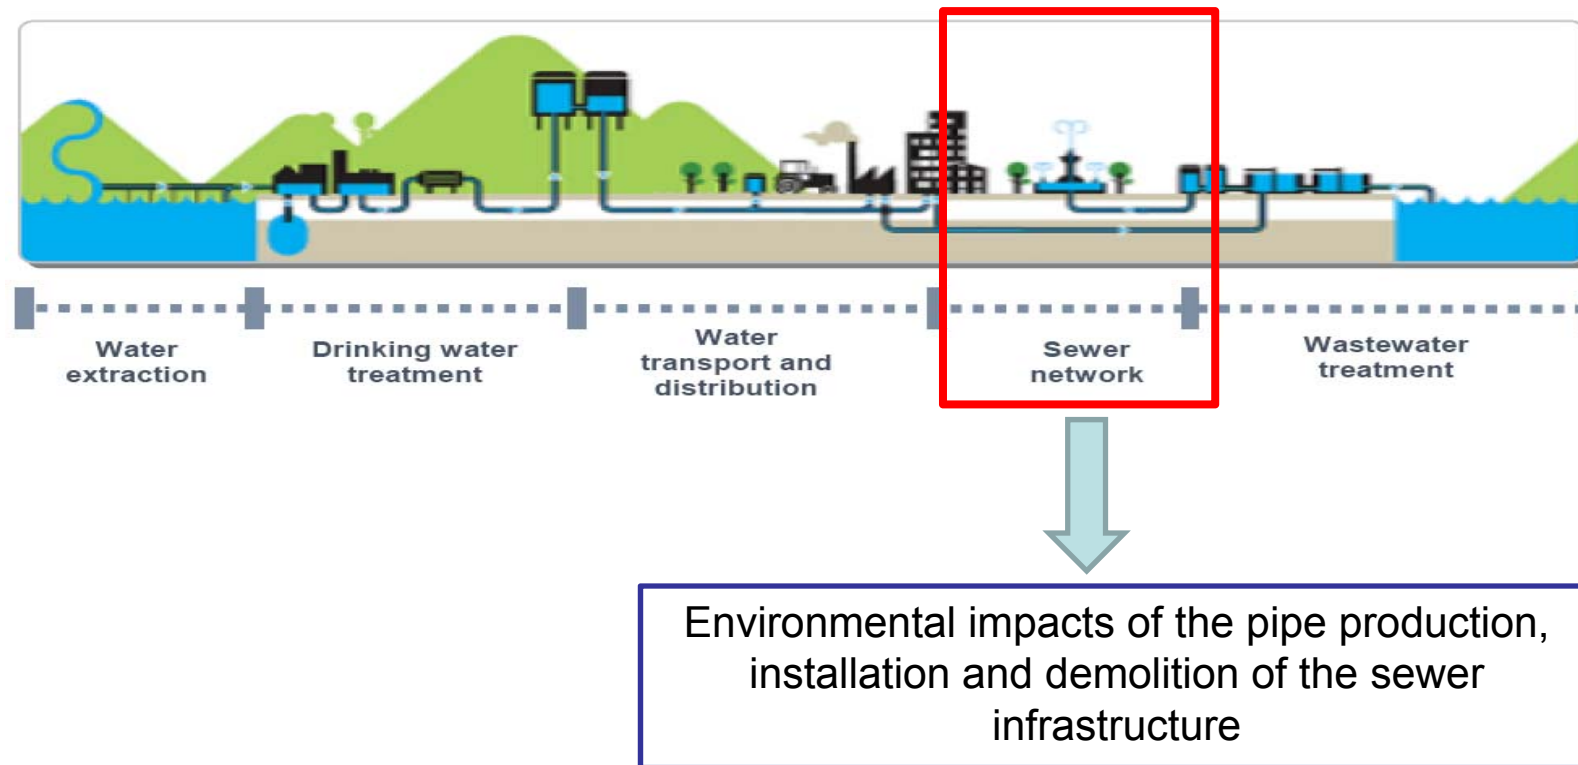 Water
extraction
Drinking water
treatment
Water
transport and
distribution
Sewer
network
Wastewater
treatment
Environmental impacts of the pipe production,
installation and demolition of the sewer
infrastructure